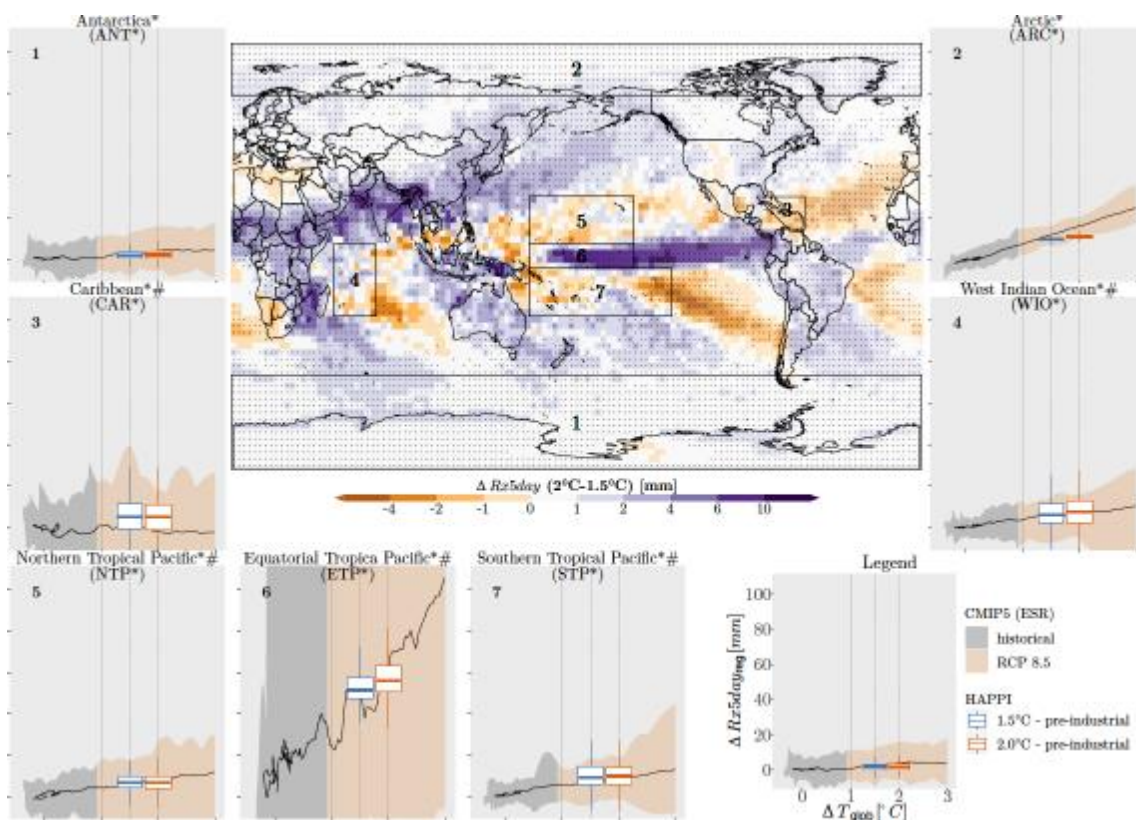 Antarctica*
(ANT*)
1
Arctic*
(ARC*)
2
2
5
3
6
4
7
1
Caribbean*#
(CAR*)
3
West Indian Ocean*#
(WIO*)
4
Δ Rx5day (2°C-1.5°C) [mm]
-4 -2 -1 0 1 2 4 6 10
Northern Tropical Pacific*#
(NTP*)
5
Equatorial Tropica Pacific*#
(ETP*)
6
Southern Tropical Pacific*#
(STP*)
7
Legend
Δ Rx5day reg [mm]
100
80
60
40
20
0
0 1 2 3
Δ T glob [°C]
CMIP5 (ESR)
historical
RCP 8.5
HAPPI
1.5°C - pre-industrial
2.0°C - pre-industrial